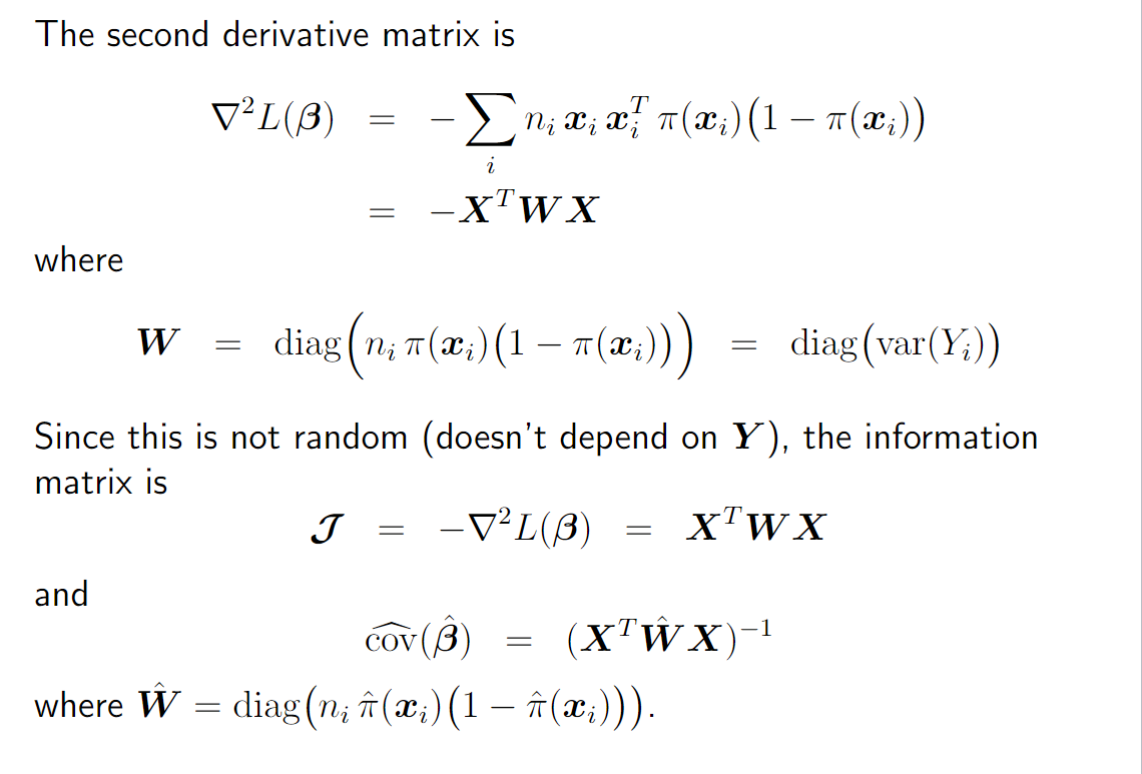 The second derivative matrix is
∇²L(β) = −∑ᵢ nᵢ xᵢ xᵢᵀ π(xᵢ)(1 − π(xᵢ))
= −XᵀWX
where
W = diag(nᵢ π(xᵢ)(1 − π(xᵢ))) = diag(var(Yᵢ))
Since this is not random (doesn't depend on Y), the information
matrix is
𝓙 = −∇²L(β) = XᵀWX
and
\widehat{cov}(β̂) = (XᵀŴX)⁻¹
where Ŵ = diag(nᵢ π̂(xᵢ)(1 − π̂(xᵢ))).